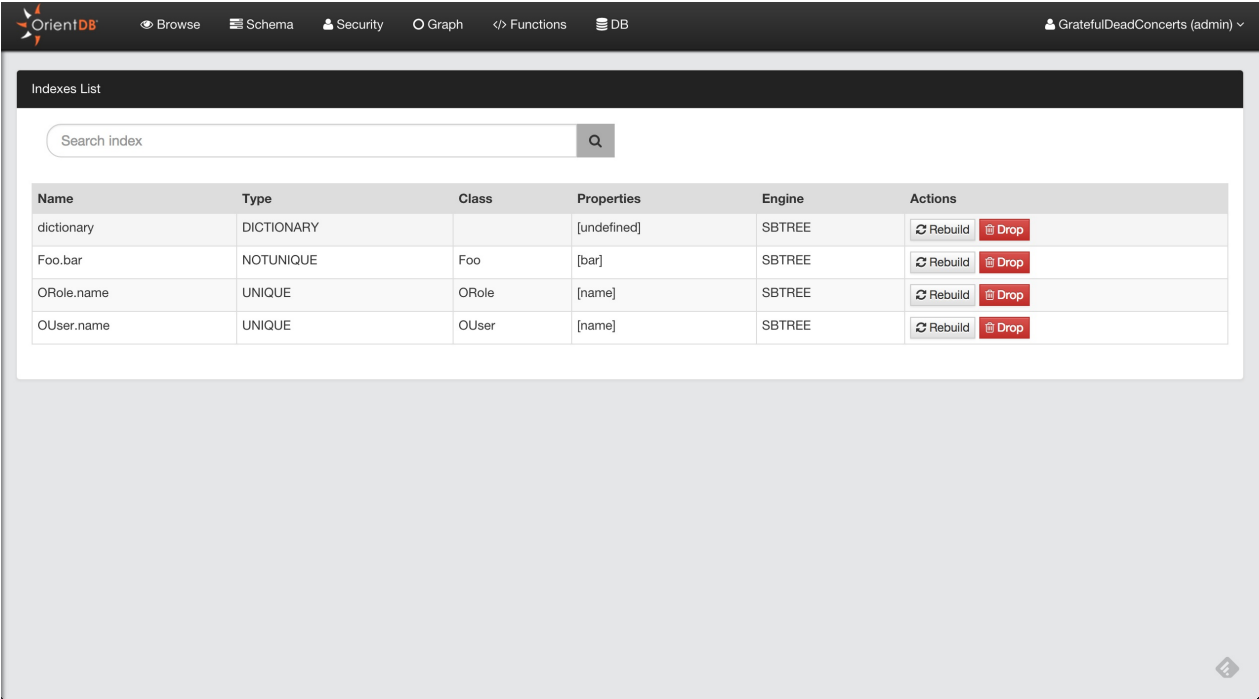 OrientDB Browse Schema Security Graph </> Functions DB GratefulDeadConcerts (admin)
Indexes List
Search index
Name Type Class Properties Engine Actions
dictionary DICTIONARY [undefined] SBTREE Rebuild Drop
Foo.bar NOTUNIQUE Foo [bar] SBTREE Rebuild Drop
ORole.name UNIQUE ORole [name] SBTREE Rebuild Drop
OUser.name UNIQUE OUser [name] SBTREE Rebuild Drop